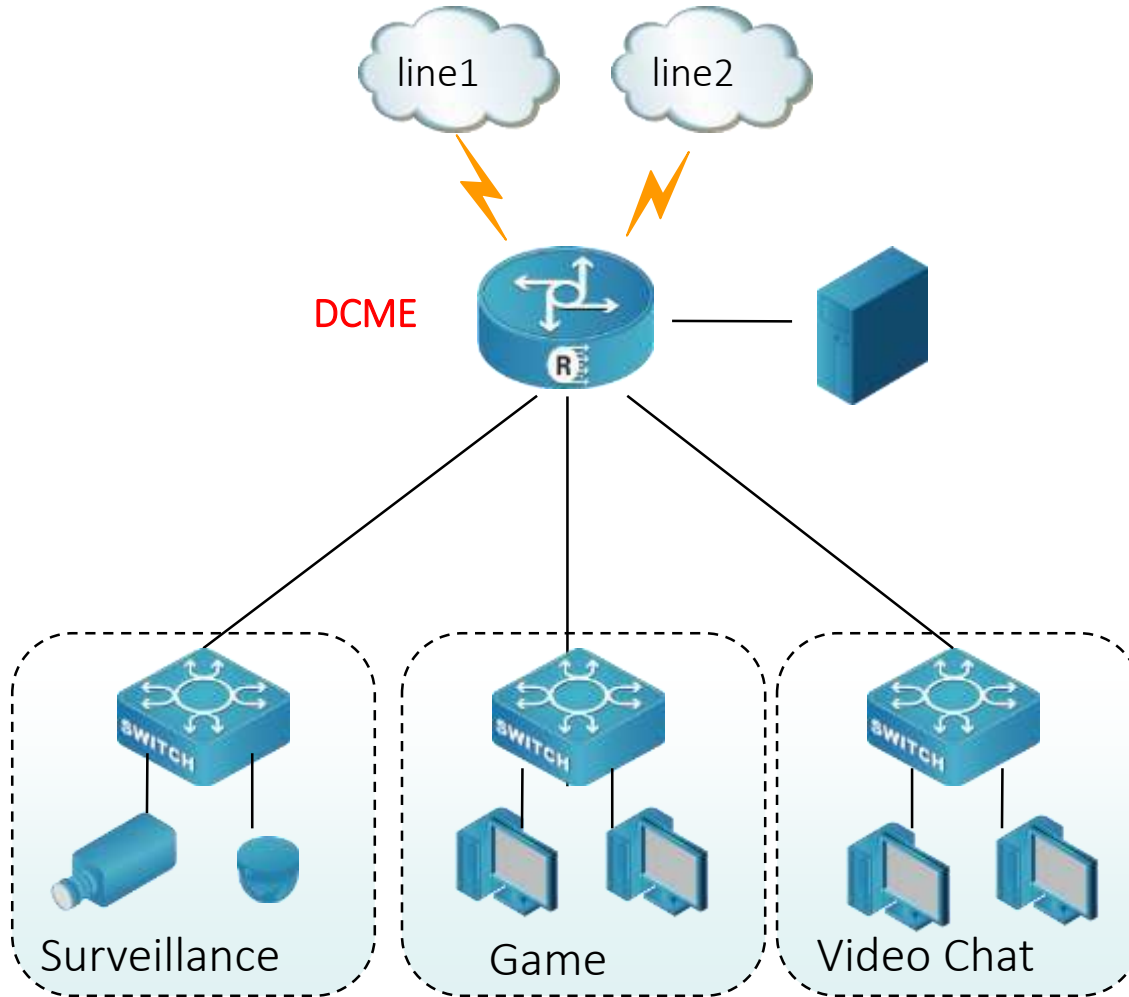 line1
line2
DCME
R
SWITCH
SWITCH
SWITCH
Surveillance
Game
Video Chat